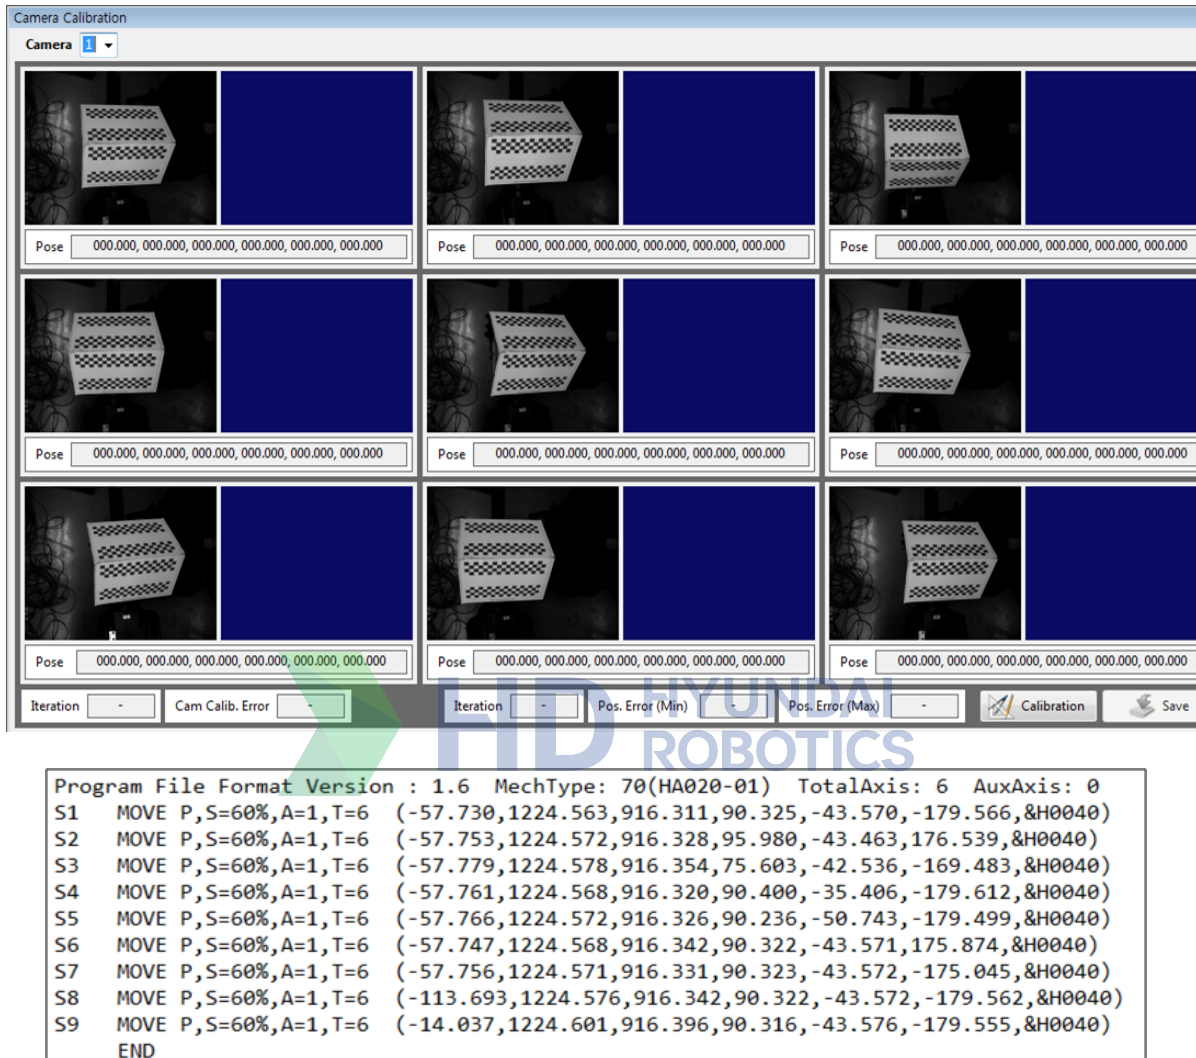 Camera Calibration
Camera 1
Pose 000.000, 000.000, 000.000, 000.000, 000.000, 000.000
Pose 000.000, 000.000, 000.000, 000.000, 000.000, 000.000
Pose 000.000, 000.000, 000.000, 000.000, 000.000, 000.000
Pose 000.000, 000.000, 000.000, 000.000, 000.000, 000.000
Pose 000.000, 000.000, 000.000, 000.000, 000.000, 000.000
Pose 000.000, 000.000, 000.000, 000.000, 000.000, 000.000
Pose 000.000, 000.000, 000.000, 000.000, 000.000, 000.000
Pose 000.000, 000.000, 000.000, 000.000, 000.000, 000.000
Pose 000.000, 000.000, 000.000, 000.000, 000.000, 000.000
Iteration - Cam Calib. Error - Iteration - Pos. Error (Min) - Pos. Error (Max) - Calibration Save
HD HYUNDAI
ROBOTICS
Program File Format Version : 1.6 MechType: 70(HA020-01) TotalAxis: 6 AuxAxis: 0
S1 MOVE P,S=60%,A=1,T=6 (-57.730,1224.563,916.311,90.325,-43.570,-179.566,&H0040)
S2 MOVE P,S=60%,A=1,T=6 (-57.753,1224.572,916.328,95.980,-43.463,176.539,&H0040)
S3 MOVE P,S=60%,A=1,T=6 (-57.779,1224.578,916.354,75.603,-42.536,-169.483,&H0040)
S4 MOVE P,S=60%,A=1,T=6 (-57.761,1224.568,916.320,90.400,-35.406,-179.612,&H0040)
S5 MOVE P,S=60%,A=1,T=6 (-57.766,1224.572,916.326,90.236,-50.743,-179.499,&H0040)
S6 MOVE P,S=60%,A=1,T=6 (-57.747,1224.568,916.342,90.322,-43.571,175.874,&H0040)
S7 MOVE P,S=60%,A=1,T=6 (-57.756,1224.571,916.331,90.323,-43.572,-175.045,&H0040)
S8 MOVE P,S=60%,A=1,T=6 (-113.693,1224.576,916.342,90.322,-43.572,-179.562,&H0040)
S9 MOVE P,S=60%,A=1,T=6 (-14.037,1224.601,916.396,90.316,-43.576,-179.555,&H0040)
END